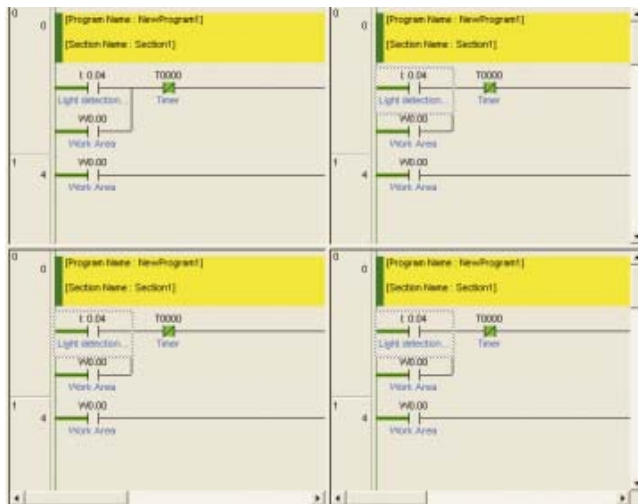 0
0
[Program Name : NewProgram1]
[Section Name : Section1]
I: 0.04 T0000
Light detection... Timer
W0.00
Work Area
1
4
W0.00
Work Area
0
0
[Program Name : NewProgram1]
[Section Name : Section1]
I: 0.04 T0000
Light detection... Timer
W0.00
Work Area
1
4
W0.00
Work Area
0
0
[Program Name : NewProgram1]
[Section Name : Section1]
I: 0.04 T0000
Light detection... Timer
W0.00
Work Area
1
4
W0.00
Work Area
0
0
[Program Name : NewProgram1]
[Section Name : Section1]
I: 0.04 T0000
Light detection... Timer
W0.00
Work Area
1
4
W0.00
Work Area